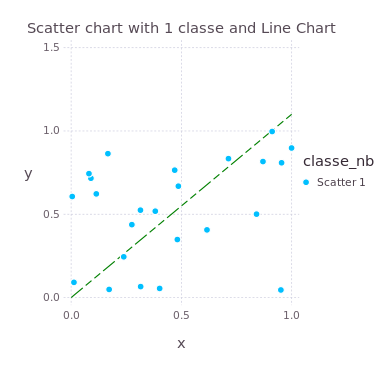 Scatter chart with 1 classe and Line Chart
1.5
1.0
y
0.5
0.0
0.0 0.5 1.0
x
classe_nb
Scatter 1